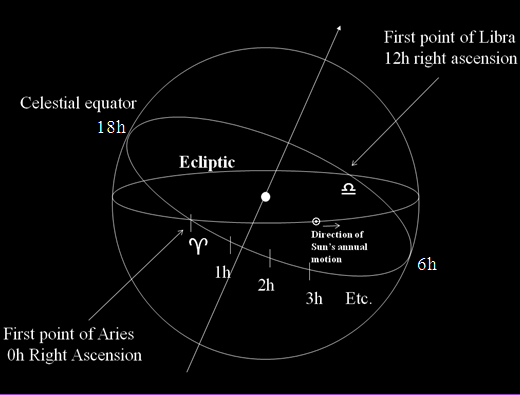 First point of Libra
12h right ascension
Celestial equator
18h
Ecliptic
♎
Direction of
Sun's annual
motion
♈
1h
2h
3h
Etc.
6h
First point of Aries
0h Right Ascension